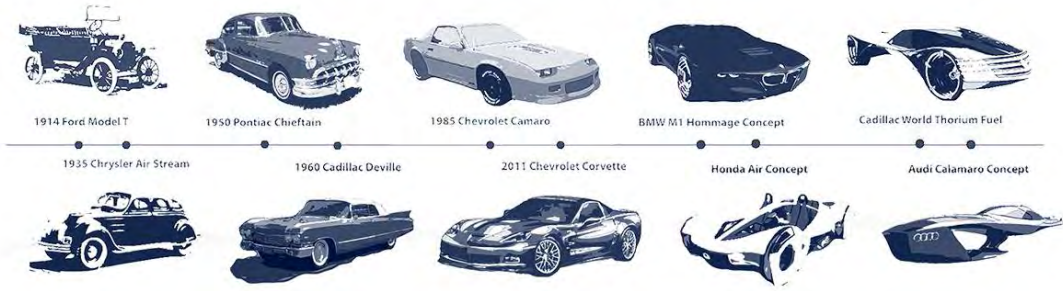 1914 Ford Model T
1950 Pontiac Chieftain
1985 Chevrolet Camaro
BMW M1 Hommage Concept
Cadillac World Thorium Fuel
1935 Chrysler Air Stream
1960 Cadillac Deville
2011 Chevrolet Corvette
Honda Air Concept
Audi Calamaro Concept